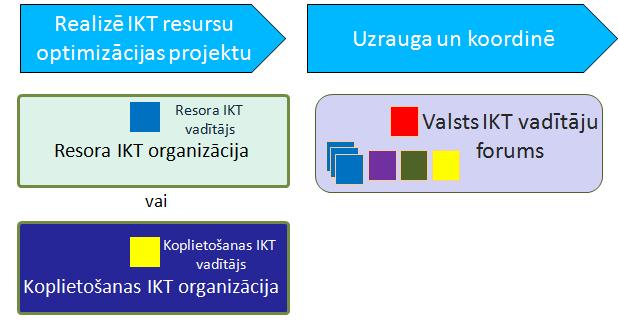 Realizē IKT resursu
optimizācijas projektu
Uzrauga un koordinē
Resora IKT
vadītājs
Resora IKT organizācija
vai
Koplietošanas IKT
vadītājs
Koplietošanas IKT organizācija
Valsts IKT vadītāju
forums